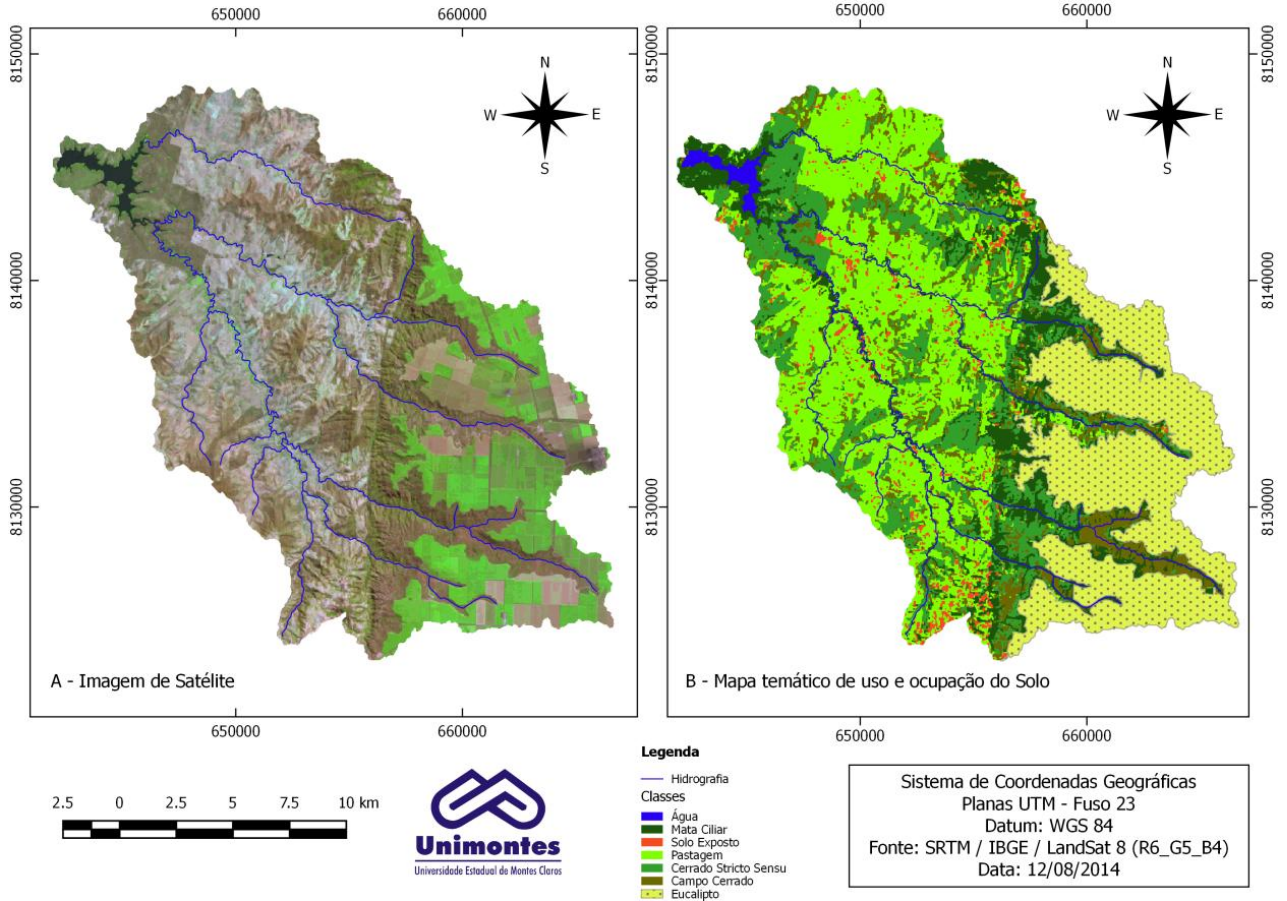 650000
660000
650000
660000
8150000
8140000
8130000
N
W
E
S
A - Imagem de Satélite
650000
660000
8150000
8140000
8130000
N
W
E
S
B - Mapa temático de uso e ocupação do Solo
650000
660000
2.5 0 2.5 5 7.5 10 km
Unimontes
Universidade Estadual de Montes Claros
Legenda
Hidrografia
Classes
Água
Mata Ciliar
Solo Exposto
Pastagem
Cerrado Stricto Sensu
Campo Cerrado
Eucalipto
Sistema de Coordenadas Geográficas
Planas UTM - Fuso 23
Datum: WGS 84
Fonte: SRTM / IBGE / LandSat 8 (R6_G5_B4)
Data: 12/08/2014